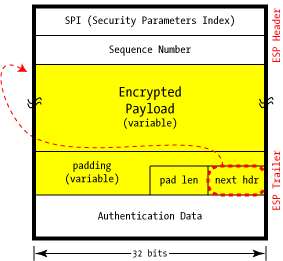 SPI (Security Parameters Index)
ESP Header
Sequence Number
Encrypted
Payload
(variable)
padding
(variable)
pad len
next hdr
ESP Trailer
Authentication Data
32 bits